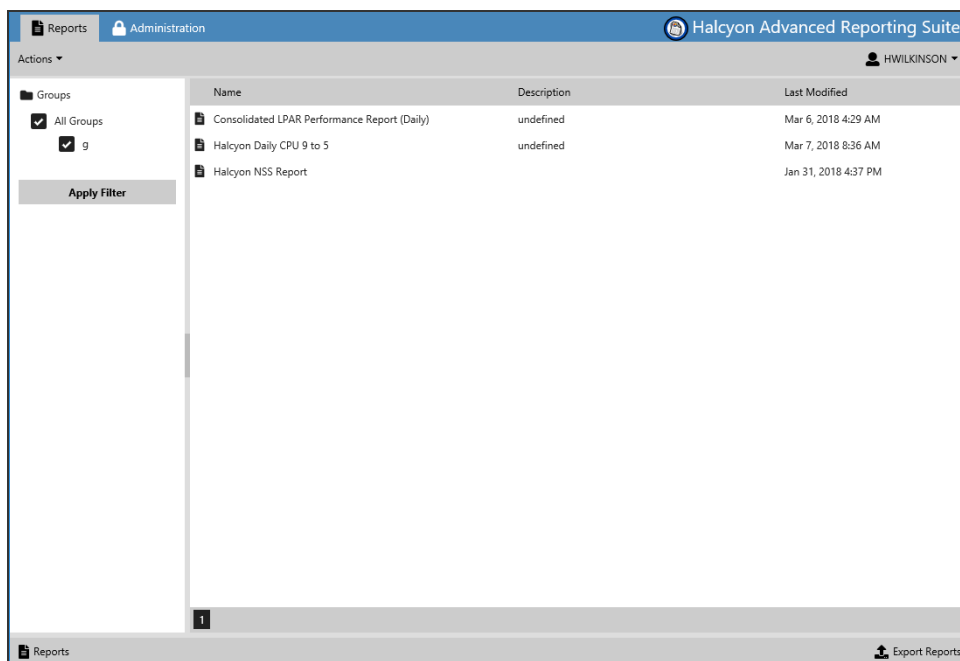 Reports Administration Halcyon Advanced Reporting Suite
Actions HWILKINSON
Groups
All Groups
g
Apply Filter
Name Description Last Modified
Consolidated LPAR Performance Report (Daily) undefined Mar 6, 2018 4:29 AM
Halcyon Daily CPU 9 to 5 undefined Mar 7, 2018 8:36 AM
Halcyon NSS Report Jan 31, 2018 4:37 PM
1
Reports Export Reports